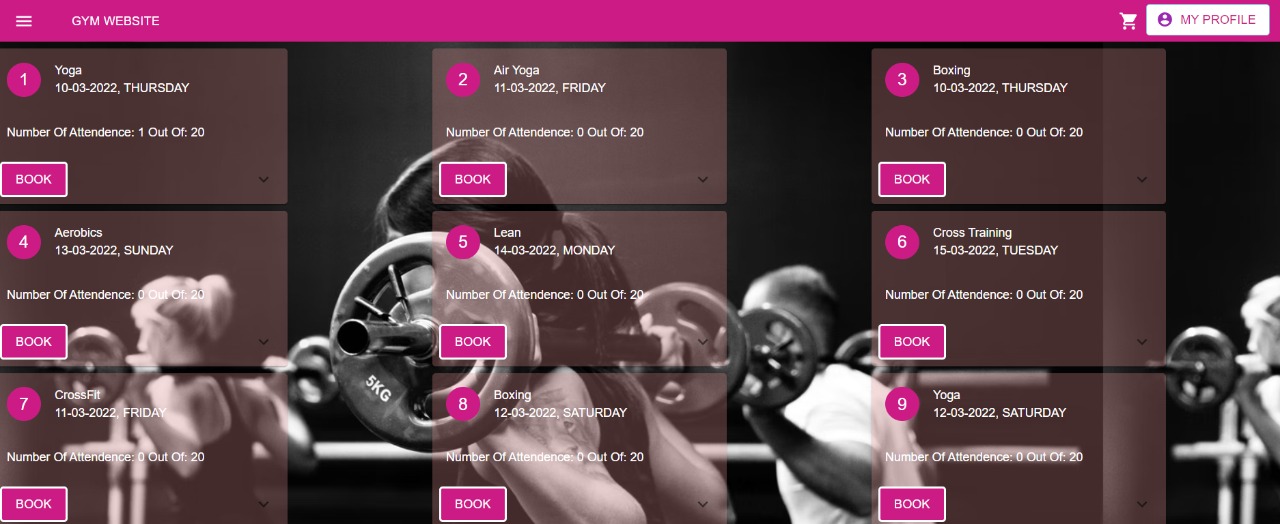 GYM WEBSITE
MY PROFILE
1
Yoga
10-03-2022, THURSDAY
Number Of Attendence: 1 Out Of: 20
BOOK
2
Air Yoga
11-03-2022, FRIDAY
Number Of Attendence: 0 Out Of: 20
BOOK
3
Boxing
10-03-2022, THURSDAY
Number Of Attendence: 0 Out Of: 20
BOOK
4
Aerobics
13-03-2022, SUNDAY
Number Of Attendence: 0 Out Of: 20
BOOK
5
Lean
14-03-2022, MONDAY
Number Of Attendence: 0 Out Of: 20
BOOK
6
Cross Training
15-03-2022, TUESDAY
Number Of Attendence: 0 Out Of: 20
BOOK
5KG
7
CrossFit
11-03-2022, FRIDAY
Number Of Attendence: 0 Out Of: 20
BOOK
8
Boxing
12-03-2022, SATURDAY
Number Of Attendence: 0 Out Of: 20
BOOK
9
Yoga
12-03-2022, SATURDAY
Number Of Attendence: 0 Out Of: 20
BOOK